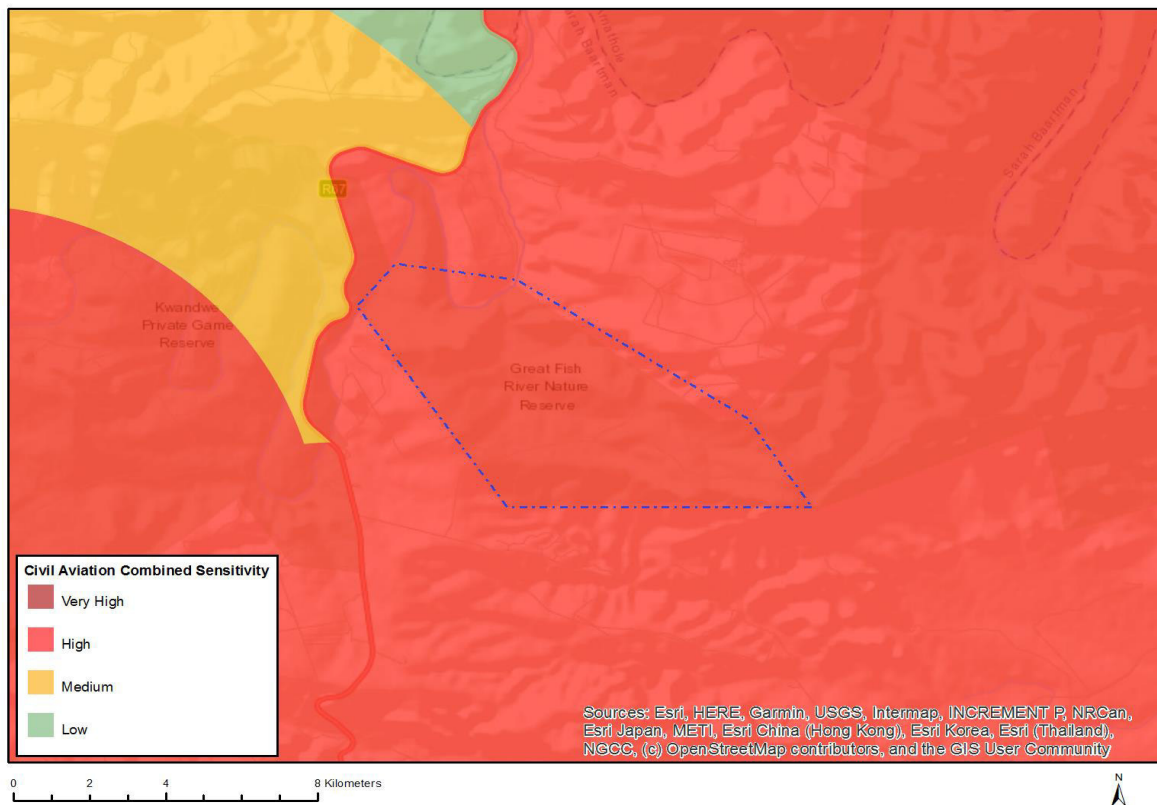 Amathole
Sarah Baartman
Sarah Baartman
R67
Kwandwe
Private Game
Reserve
Great Fish
River Nature
Reserve
Civil Aviation Combined Sensitivity
Very High
High
Medium
Low
Sources: Esri, HERE, Garmin, USGS, Intermap, INCREMENT P, NRCan,
Esri Japan, METI, Esri China (Hong Kong), Esri Korea, Esri (Thailand),
NGCC, (c) OpenStreetMap contributors, and the GIS User Community
0 2 4 8 Kilometers
N